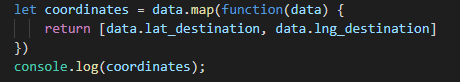 let coordinates = data.map(function(data) {
    return [data.lat_destination, data.lng_destination]
})
console.log(coordinates);